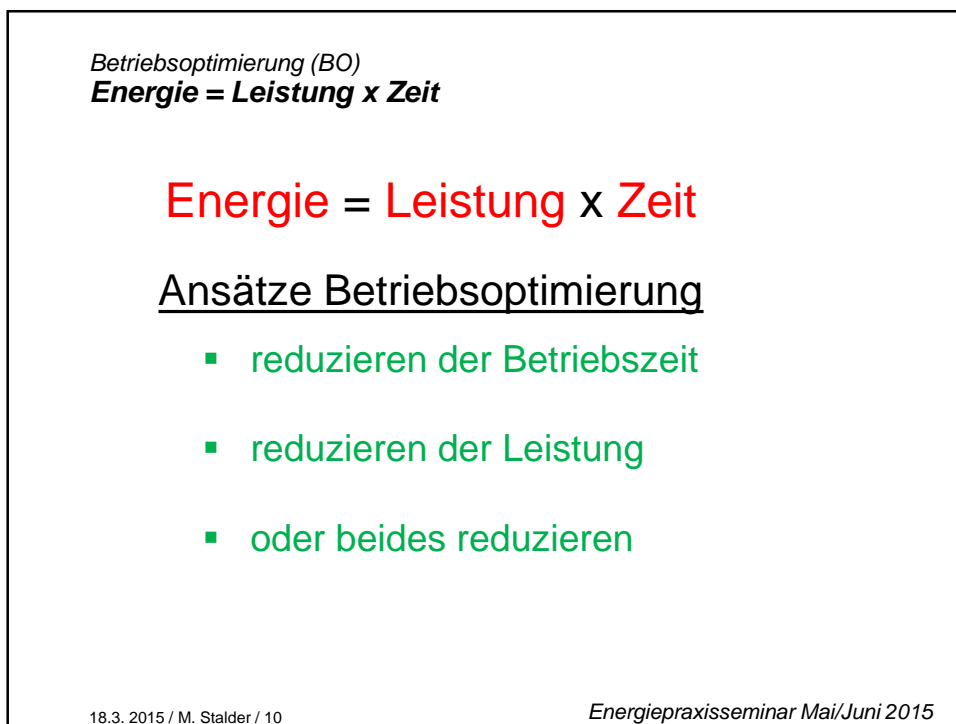 Betriebsoptimierung (BO)
Energie = Leistung x Zeit
Energie = Leistung x Zeit
Ansätze Betriebsoptimierung
▪ reduzieren der Betriebszeit
▪ reduzieren der Leistung
▪ oder beides reduzieren
18.3. 2015 / M. Stalder / 10
Energiepraxisseminar Mai/Juni 2015